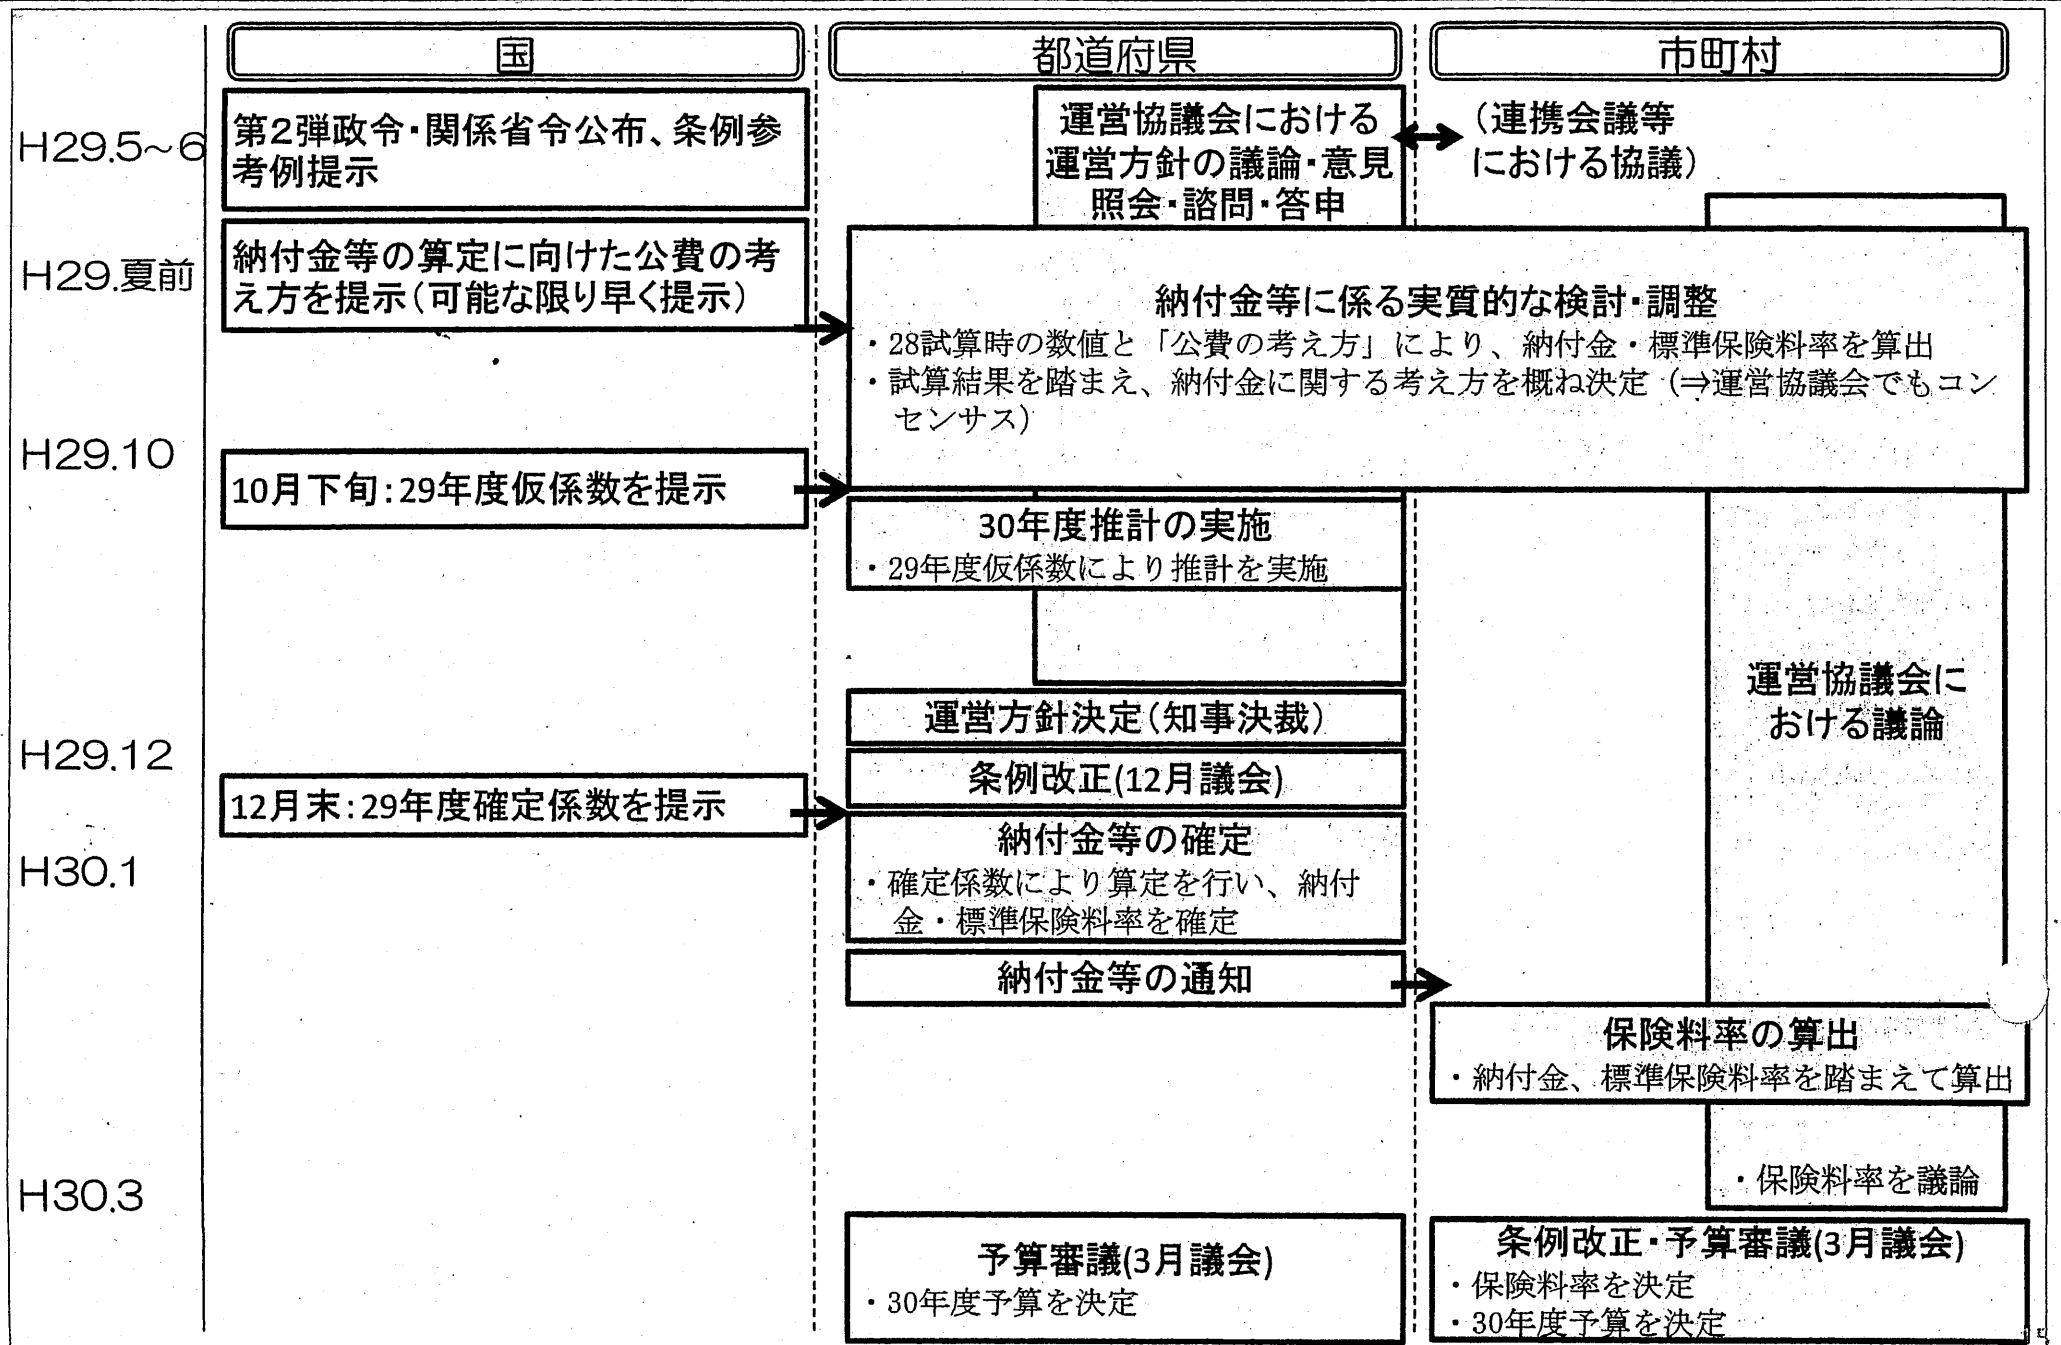 国
都道府県
市町村
H29.5~6
第2弾政令・関係省令公布、条例参
考例提示
運営協議会における
運営方針の議論・意見
照会・諮問・答申
(連携会議等
における協議)
H29.夏前
納付金等の算定に向けた公費の考
え方を提示(可能な限り早く提示)
納付金等に係る実質的な検討・調整
・28試算時の数値と「公費の考え方」により、納付金・標準保険料率を算出
・試算結果を踏まえ、納付金に関する考え方を概ね決定(⇒運営協議会でもコン
センサス)
H29.10
10月下旬:29年度仮係数を提示
30年度推計の実施
・29年度仮係数により推計を実施
運営協議会に
おける議論
運営方針決定(知事決裁)
H29.12
条例改正(12月議会)
12月末:29年度確定係数を提示
納付金等の確定
・確定係数により算定を行い、納付
金・標準保険料率を確定
H30.1
納付金等の通知
保険料率の算出
・納付金、標準保険料率を踏まえて算出
・保険料率を議論
H30.3
予算審議(3月議会)
・30年度予算を決定
条例改正・予算審議(3月議会)
・保険料率を決定
・30年度予算を決定